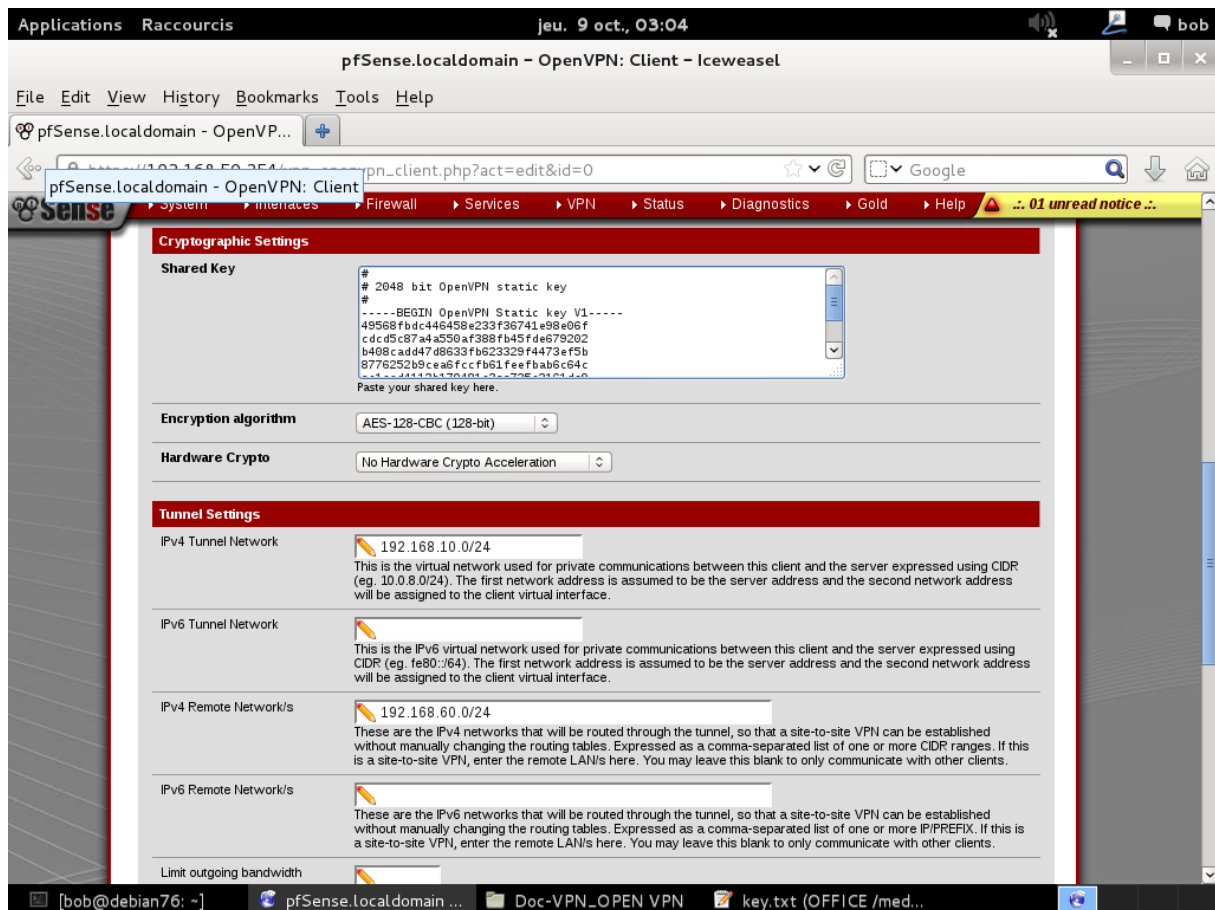 Applications Raccourcis jeu. 9 oct., 03:04 bob
pfSense.localdomain – OpenVPN: Client – Iceweasel
File Edit View History Bookmarks Tools Help
pfSense.localdomain - OpenVP...
vpn_client.php?act=edit&id=0 Google
pfSense.localdomain - OpenVPN: Client
Sense System Interfaces Firewall Services VPN Status Diagnostics Gold Help .:. 01 unread notice .:.
Cryptographic Settings
Shared Key
#
# 2048 bit OpenVPN static key
#
-----BEGIN OpenVPN Static key V1-----
49568fbdc446458e233f36741e98e06f
cdcd5c87a4a550af388fb45fde679202
b408cadd47d8633fb623329f4473ef5b
8776252b9cea6fccfb61feefbab6c64c
Paste your shared key here.
Encryption algorithm AES-128-CBC (128-bit)
Hardware Crypto No Hardware Crypto Acceleration
Tunnel Settings
IPv4 Tunnel Network 192.168.10.0/24
This is the virtual network used for private communications between this client and the server expressed using CIDR
(eg. 10.0.8.0/24). The first network address is assumed to be the server address and the second network address
will be assigned to the client virtual interface.
IPv6 Tunnel Network
This is the IPv6 virtual network used for private communications between this client and the server expressed using
CIDR (eg. fe80::/64). The first network address is assumed to be the server address and the second network address
will be assigned to the client virtual interface.
IPv4 Remote Network/s 192.168.60.0/24
These are the IPv4 networks that will be routed through the tunnel, so that a site-to-site VPN can be established
without manually changing the routing tables. Expressed as a comma-separated list of one or more CIDR ranges. If this
is a site-to-site VPN, enter the remote LAN/s here. You may leave this blank to only communicate with other clients.
IPv6 Remote Network/s
These are the IPv6 networks that will be routed through the tunnel, so that a site-to-site VPN can be established
without manually changing the routing tables. Expressed as a comma-separated list of one or more IP/PREFIX. If this is
a site-to-site VPN, enter the remote LAN/s here. You may leave this blank to only communicate with other clients.
Limit outgoing bandwidth
[bob@debian76: ~] pfSense.localdomain ... Doc-VPN_OPEN VPN key.txt (OFFICE /med...